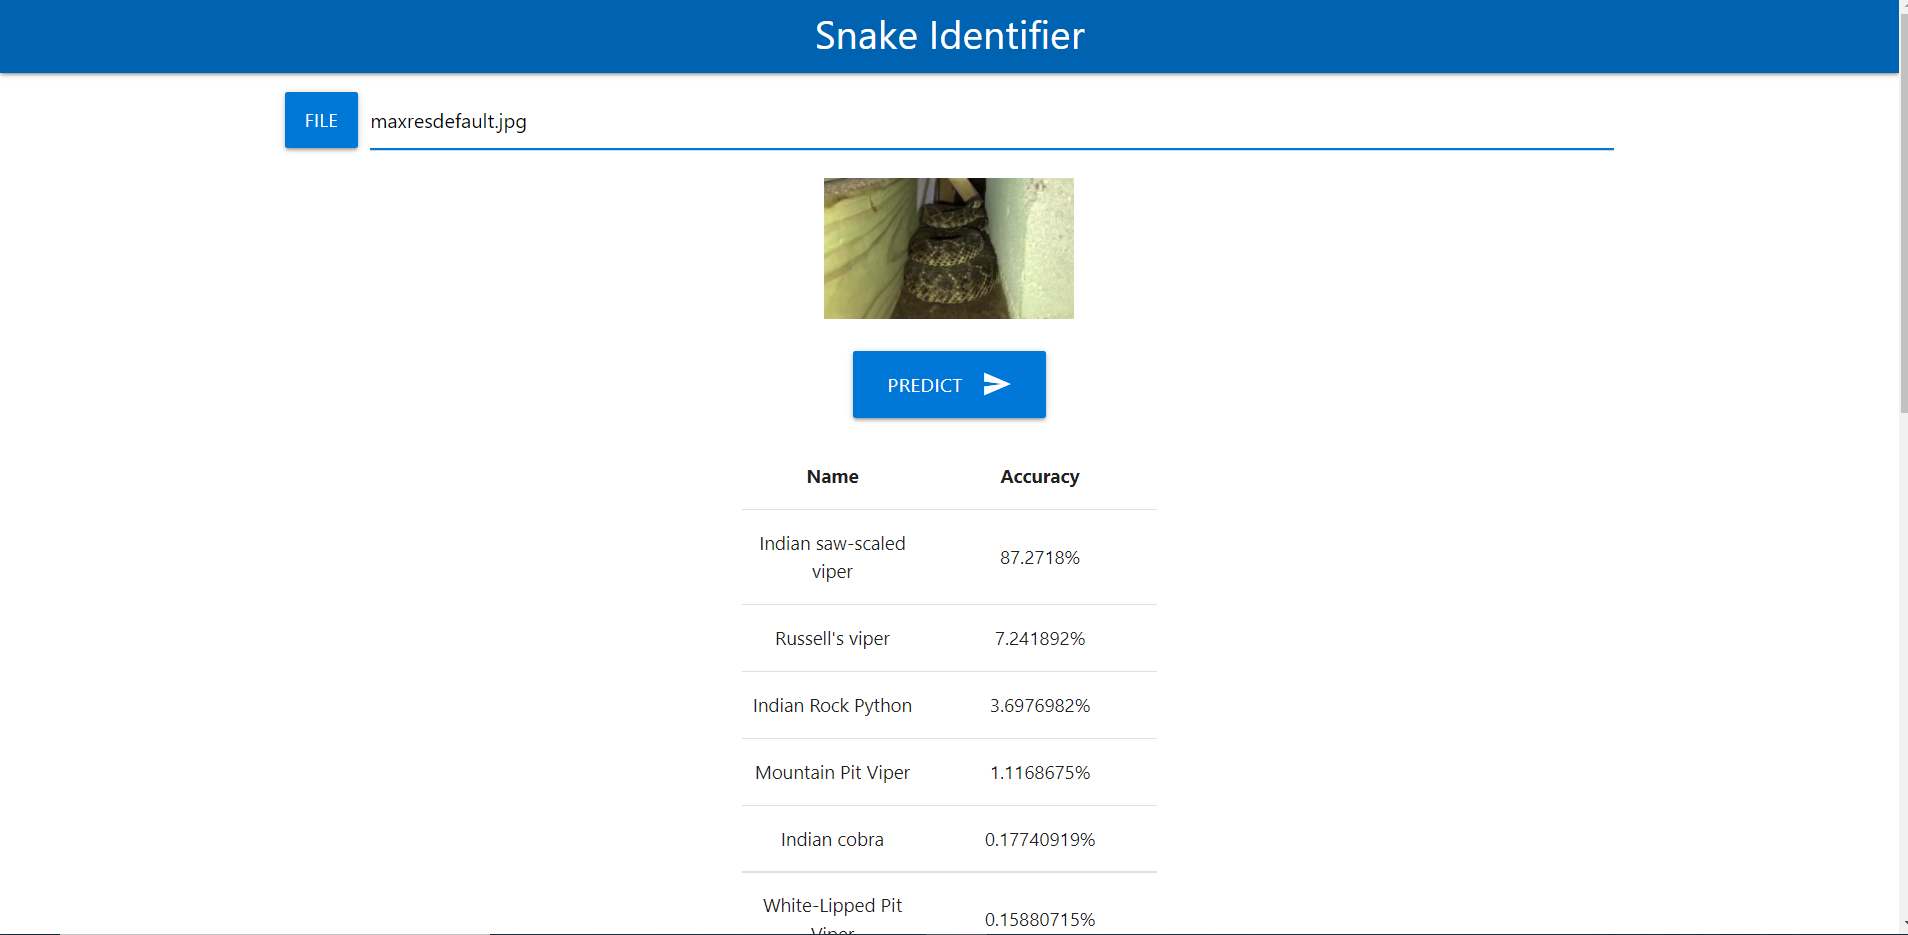 Snake Identifier
FILE maxresdefault.jpg
PREDICT
Name Accuracy
Indian saw-scaled
viper 87.2718%
Russell's viper 7.241892%
Indian Rock Python 3.6976982%
Mountain Pit Viper 1.1168675%
Indian cobra 0.17740919%
White-Lipped Pit
Viper 0.15880715%